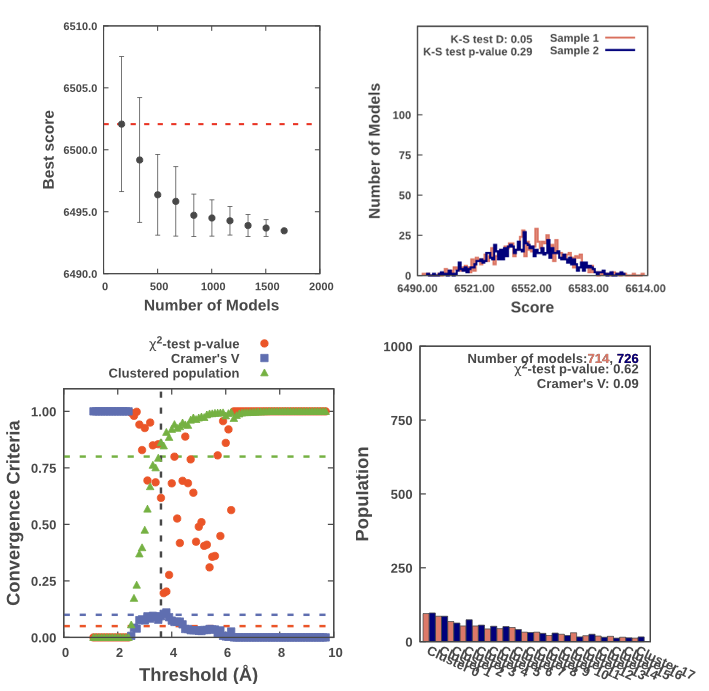 6510.0
6505.0
6500.0
6495.0
6490.0
0 500 1000 1500 2000
Best score
Number of Models
K-S test D: 0.05 Sample 1
K-S test p-value 0.29 Sample 2
100
75
50
25
0
6490.00 6521.00 6552.00 6583.00 6614.00
Number of Models
Score
χ²-test p-value
Cramer's V
Clustered population
1.00
0.75
0.50
0.25
0.00
0 2 4 6 8 10
Convergence Criteria
Threshold (Å)
Number of models:714, 726
χ²-test p-value: 0.62
Cramer's V: 0.09
1000
750
500
250
0
Population
Cluster 17